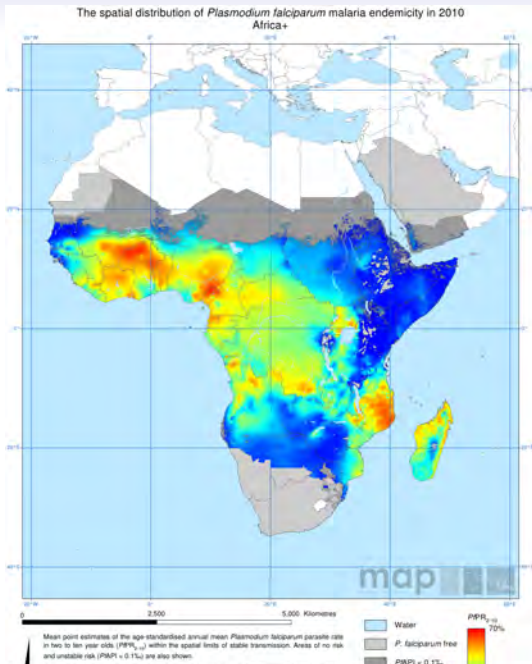 The spatial distribution of Plasmodium falciparum malaria endemicity in 2010
Africa+
0 2,500 5,000 Kilometres
Mean point estimates of the age-standardised annual mean Plasmodium falciparum parasite rate
in two to ten year olds (PfPR2-10) within the spatial limits of stable transmission. Areas of no risk
and unstable risk (PfAPI < 0.1‰) are also shown.
Water
P. falciparum free
PfAPI < 0.1‰
PfPR2-10
70%
map